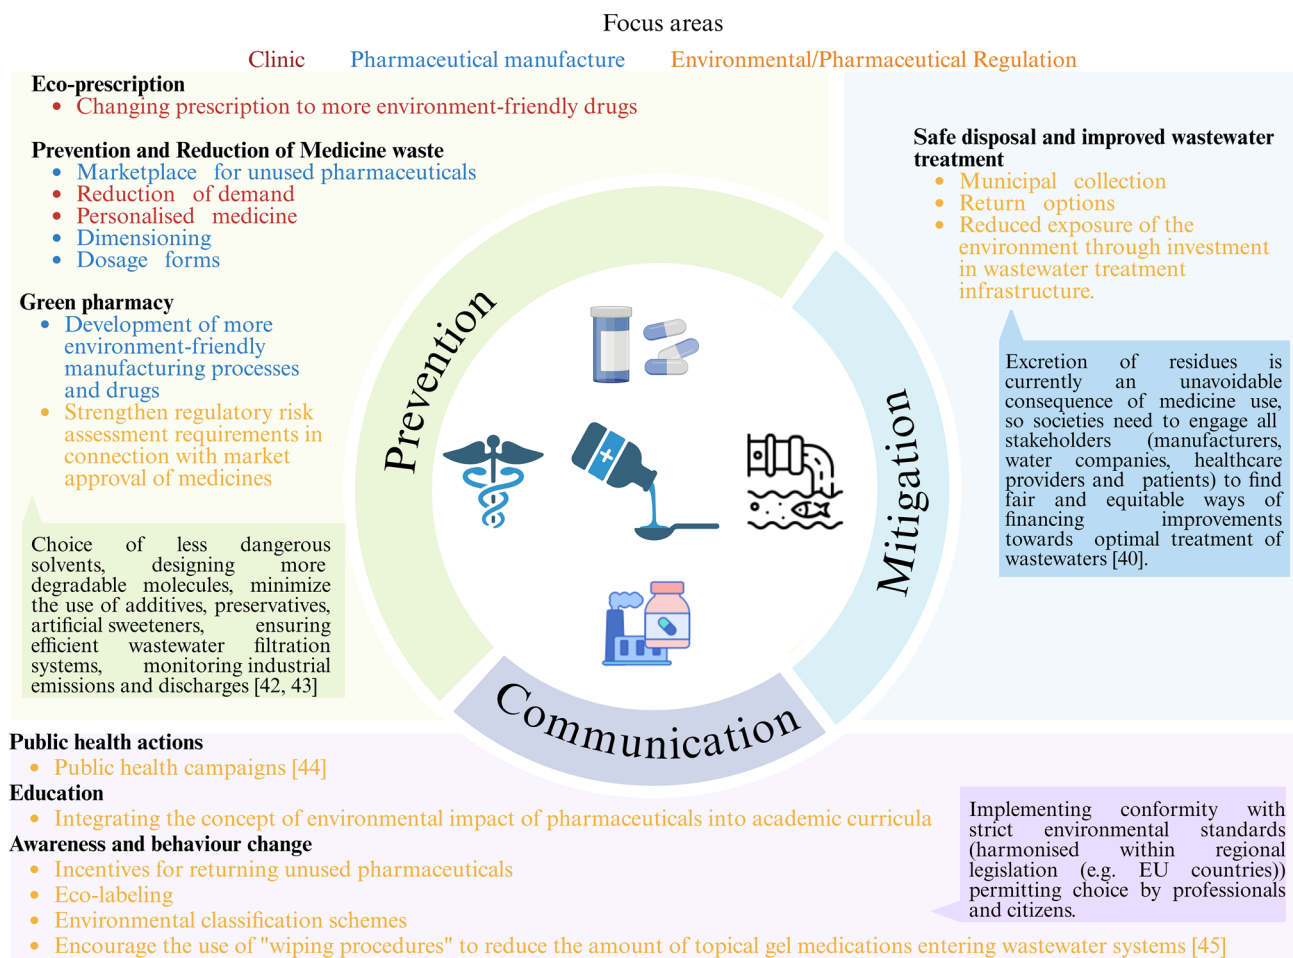 Focus areas
Clinic Pharmaceutical manufacture Environmental/Pharmaceutical Regulation
Eco-prescription
• Changing prescription to more environment-friendly drugs
Prevention and Reduction of Medicine waste
• Marketplace for unused pharmaceuticals
• Reduction of demand
• Personalised medicine
• Dimensioning
• Dosage forms
Green pharmacy
• Development of more
environment-friendly
manufacturing processes
and drugs
• Strengthen regulatory risk
assessment requirements in
connection with market
approval of medicines
Choice of less dangerous
solvents, designing more
degradable molecules, minimize
the use of additives, preservatives,
artificial sweeteners, ensuring
efficient wastewater filtration
systems, monitoring industrial
emissions and discharges [42, 43]
Prevention
Mitigation
Communication
Safe disposal and improved wastewater
treatment
• Municipal collection
• Return options
• Reduced exposure of the
environment through investment
in wastewater treatment
infrastructure.
Excretion of residues is
currently an unavoidable
consequence of medicine use,
so societies need to engage all
stakeholders (manufacturers,
water companies, healthcare
providers and patients) to find
fair and equitable ways of
financing improvements
towards optimal treatment of
wastewaters [40].
Public health actions
• Public health campaigns [44]
Education
• Integrating the concept of environmental impact of pharmaceuticals into academic curricula
Awareness and behaviour change
• Incentives for returning unused pharmaceuticals
• Eco-labeling
• Environmental classification schemes
• Encourage the use of "wiping procedures" to reduce the amount of topical gel medications entering wastewater systems [45]
Implementing conformity with
strict environmental standards
(harmonised within regional
legislation (e.g. EU countries))
permitting choice by professionals
and citizens.